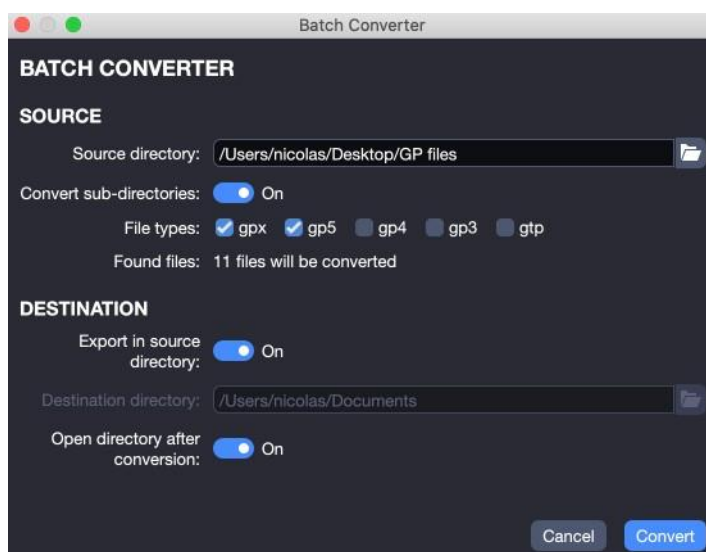 Batch Converter
BATCH CONVERTER
SOURCE
Source directory: /Users/nicolas/Desktop/GP files
Convert sub-directories: On
File types: gpx gp5 gp4 gp3 gtp
Found files: 11 files will be converted
DESTINATION
Export in source
directory: On
Destination directory: /Users/nicolas/Documents
Open directory after
conversion: On
Cancel Convert